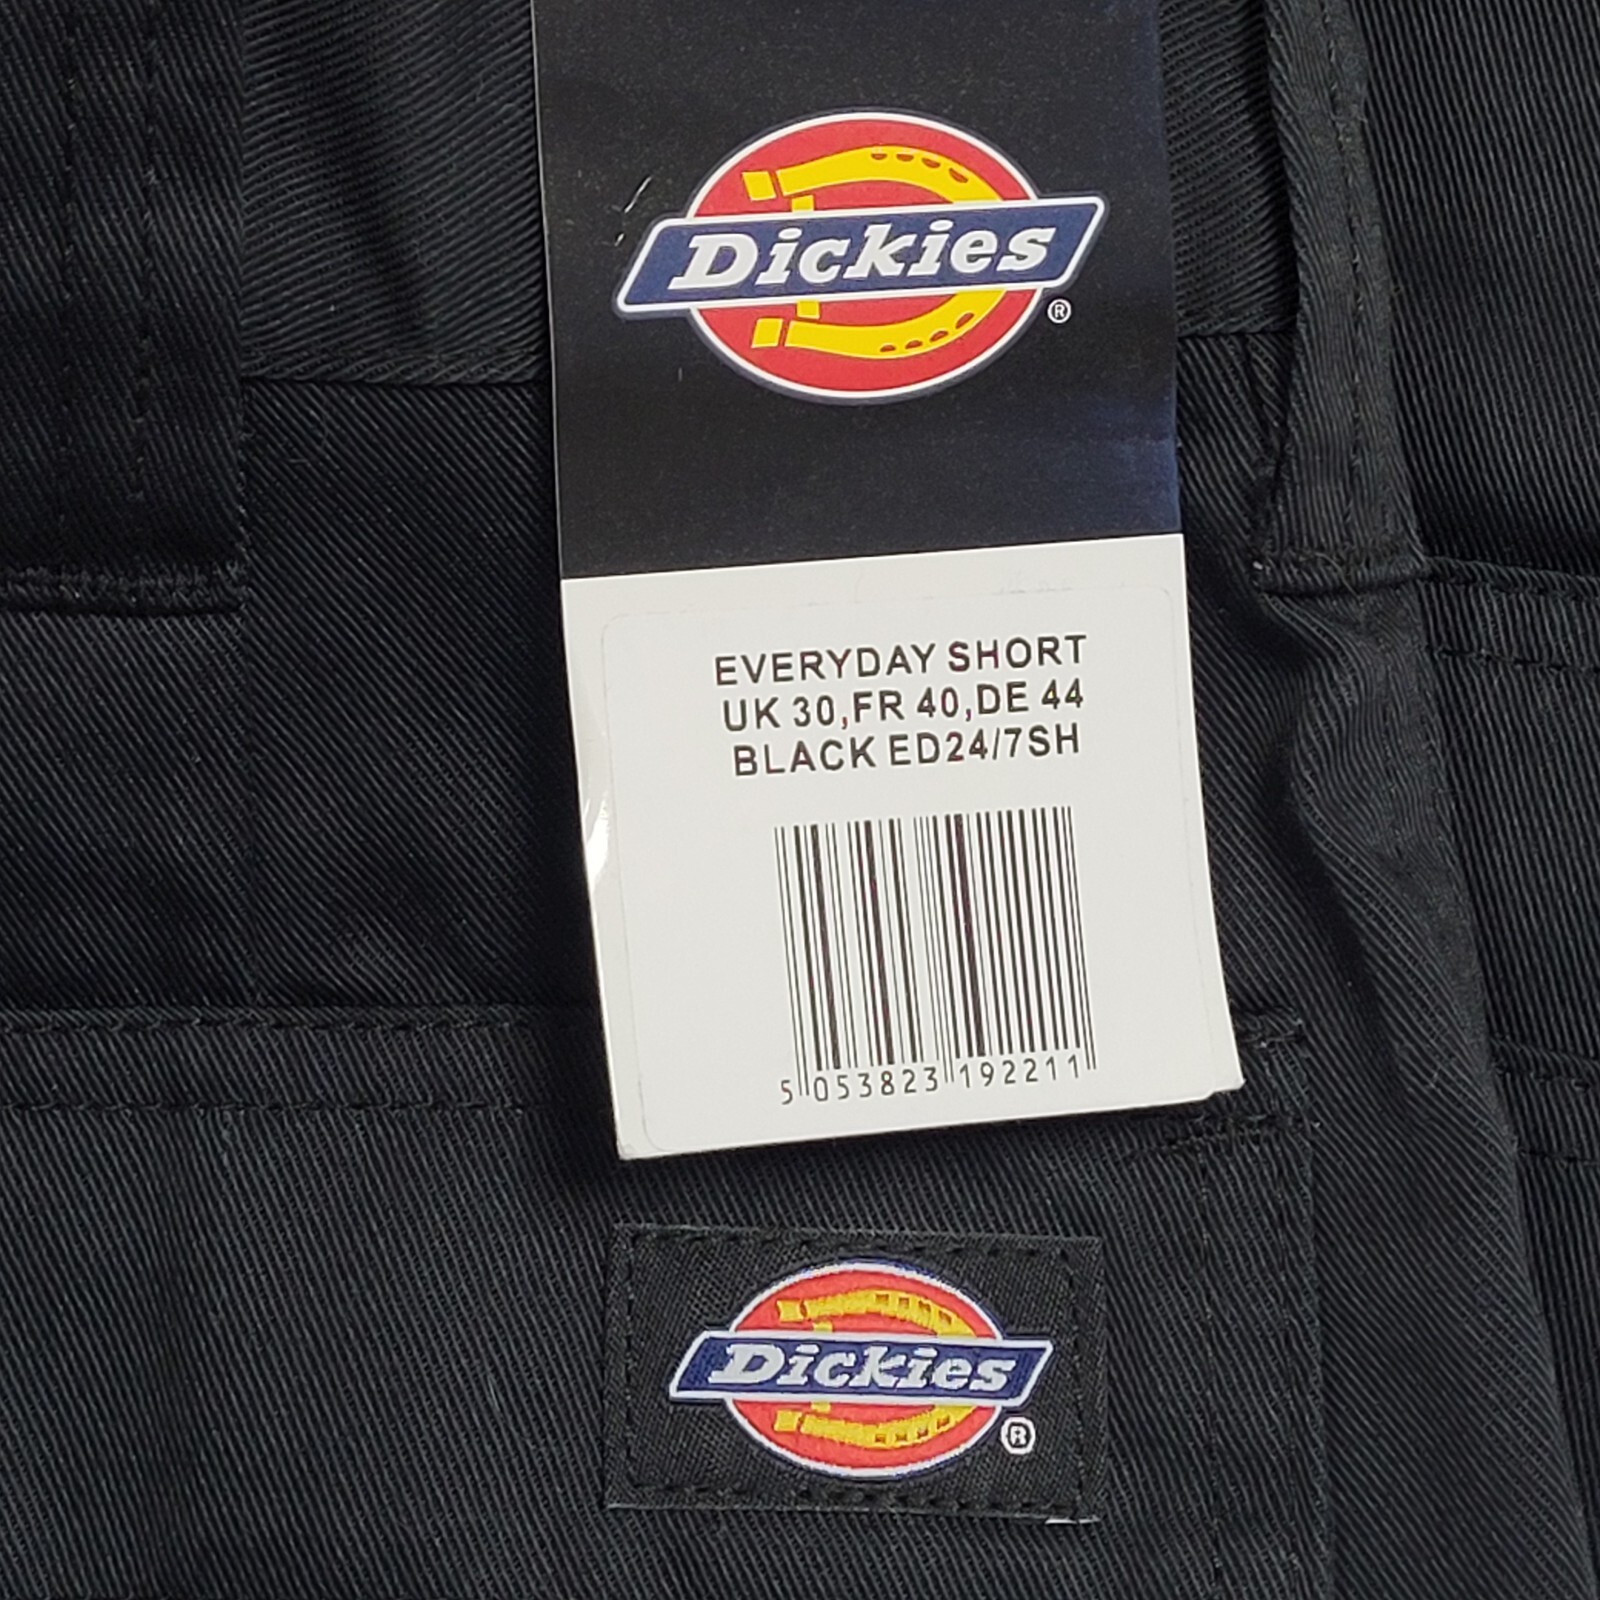 Dickies
®
EVERYDAY SHORT
UK 30,FR 40,DE 44
BLACK ED24/7SH
5 053823 192211
Dickies
®